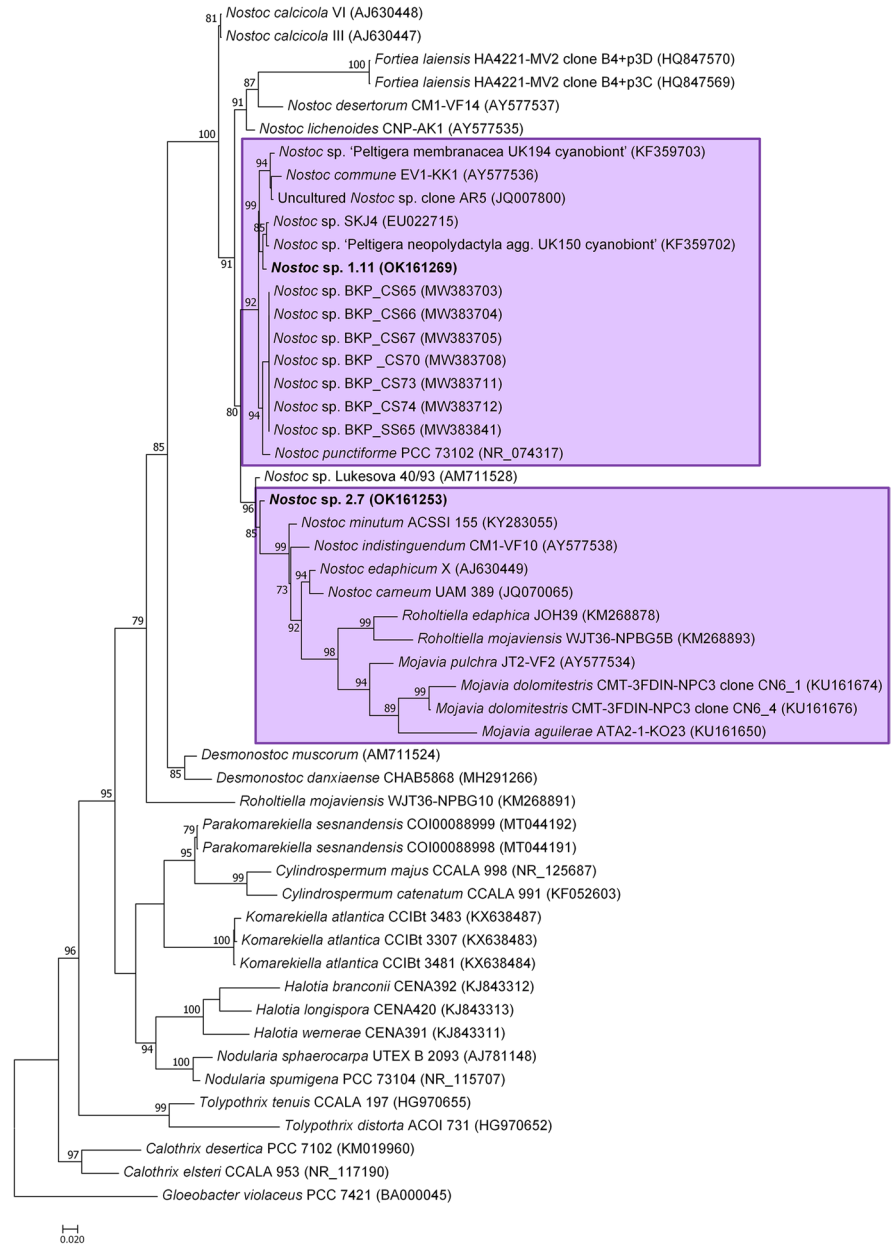 81
Nostoc calcicola VI (AJ630448)
Nostoc calcicola III (AJ630447)
100
Fortiea laiensis HA4221-MV2 clone B4+p3D (HQ847570)
Fortiea laiensis HA4221-MV2 clone B4+p3C (HQ847569)
87
91
Nostoc desertorum CM1-VF14 (AY577537)
Nostoc lichenoides CNP-AK1 (AY577535)
100
Nostoc sp. ‘Peltigera membranacea UK194 cyanobiont’ (KF359703)
94
Nostoc commune EV1-KK1 (AY577536)
Uncultured Nostoc sp. clone AR5 (JQ007800)
99
Nostoc sp. SKJ4 (EU022715)
85
Nostoc sp. ‘Peltigera neopolydactyla agg. UK150 cyanobiont’ (KF359702)
91
Nostoc sp. 1.11 (OK161269)
Nostoc sp. BKP_CS65 (MW383703)
92
Nostoc sp. BKP_CS66 (MW383704)
Nostoc sp. BKP_CS67 (MW383705)
Nostoc sp. BKP _CS70 (MW383708)
Nostoc sp. BKP_CS73 (MW383711)
Nostoc sp. BKP_CS74 (MW383712)
80
94
Nostoc sp. BKP_SS65 (MW383841)
Nostoc punctiforme PCC 73102 (NR_074317)
85
Nostoc sp. Lukesova 40/93 (AM711528)
Nostoc sp. 2.7 (OK161253)
96
85
Nostoc minutum ACSSI 155 (KY283055)
99
Nostoc indistinguendum CM1-VF10 (AY577538)
Nostoc edaphicum X (AJ630449)
94
73
Nostoc carneum UAM 389 (JQ070065)
Roholtiella edaphica JOH39 (KM268878)
99
92
79
Roholtiella mojaviensis WJT36-NPBG5B (KM268893)
98
Mojavia pulchra JT2-VF2 (AY577534)
94
Mojavia dolomitestris CMT-3FDIN-NPC3 clone CN6_1 (KU161674)
99
Mojavia dolomitestris CMT-3FDIN-NPC3 clone CN6_4 (KU161676)
89
Mojavia aguilerae ATA2-1-KO23 (KU161650)
Desmonostoc muscorum (AM711524)
85
Desmonostoc danxiaense CHAB5868 (MH291266)
95
Roholtiella mojaviensis WJT36-NPBG10 (KM268891)
Parakomarekiella sesnandensis COI00088999 (MT044192)
79
Parakomarekiella sesnandensis COI00088998 (MT044191)
95
Cylindrospermum majus CCALA 998 (NR_125687)
99
Cylindrospermum catenatum CCALA 991 (KF052603)
Komarekiella atlantica CCIBt 3483 (KX638487)
100
Komarekiella atlantica CCIBt 3307 (KX638483)
96
Komarekiella atlantica CCIBt 3481 (KX638484)
Halotia branconii CENA392 (KJ843312)
100
Halotia longispora CENA420 (KJ843313)
Halotia wernerae CENA391 (KJ843311)
94
Nodularia sphaerocarpa UTEX B 2093 (AJ781148)
100
Nodularia spumigena PCC 73104 (NR_115707)
Tolypothrix tenuis CCALA 197 (HG970655)
99
Tolypothrix distorta ACOI 731 (HG970652)
Calothrix desertica PCC 7102 (KM019960)
97
Calothrix elsteri CCALA 953 (NR_117190)
Gloeobacter violaceus PCC 7421 (BA000045)
0.020